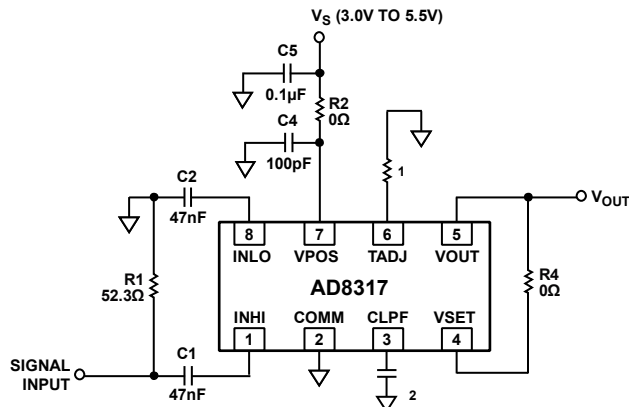 V_S (3.0V TO 5.5V)
C5
0.1µF
R2
0Ω
C4
100pF
1
C2
47nF
V_OUT
8
7
6
5
INLO
VPOS
TADJ
VOUT
R1
52.3Ω
R4
0Ω
AD8317
INHI
COMM
CLPF
VSET
1
2
3
4
SIGNAL
INPUT
C1
47nF
2